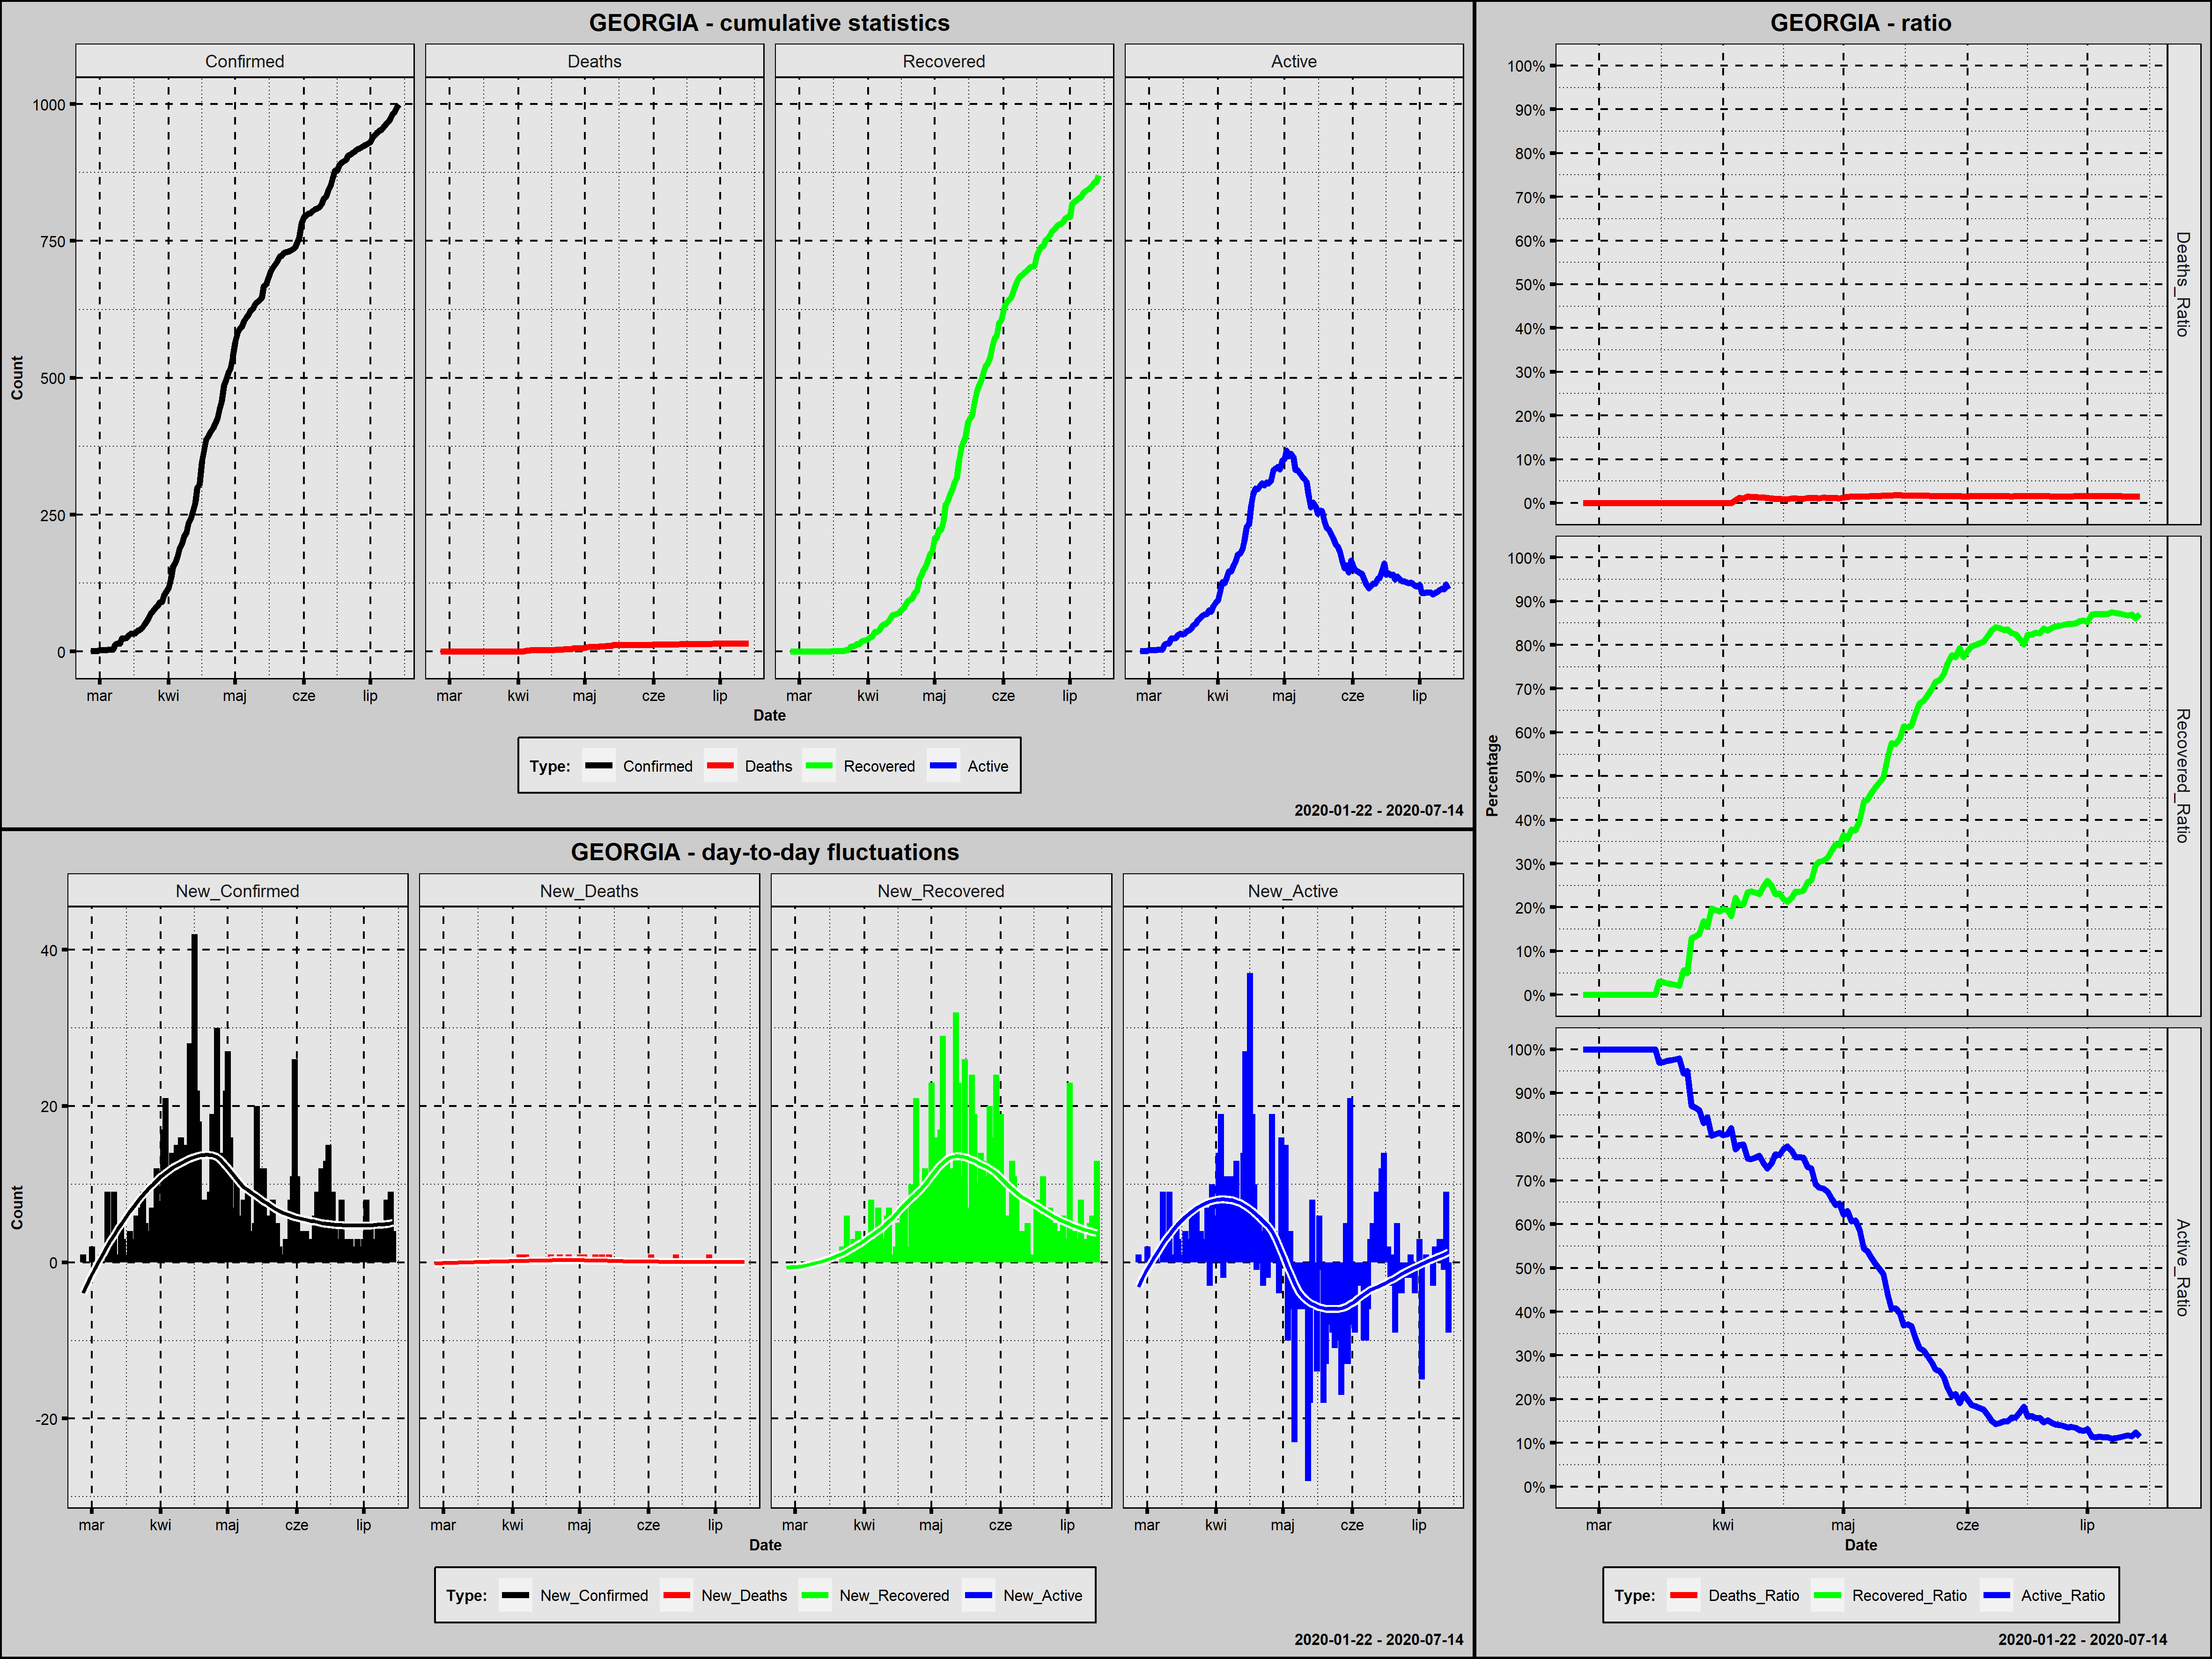 GEORGIA - cumulative statistics
Confirmed Deaths Recovered Active
1000
750
500
250
0
Count
mar kwi maj cze lip mar kwi maj cze lip mar kwi maj cze lip mar kwi maj cze lip
Date
Type: Confirmed Deaths Recovered Active
2020-01-22 - 2020-07-14
GEORGIA - day-to-day fluctuations
New_Confirmed New_Deaths New_Recovered New_Active
40
20
0
-20
Count
mar kwi maj cze lip mar kwi maj cze lip mar kwi maj cze lip mar kwi maj cze lip
Date
Type: New_Confirmed New_Deaths New_Recovered New_Active
2020-01-22 - 2020-07-14
GEORGIA - ratio
100%
90%
80%
70%
60%
50%
40%
30%
20%
10%
0%
Deaths_Ratio
100%
90%
80%
70%
60%
50%
40%
30%
20%
10%
0%
Recovered_Ratio
Percentage
100%
90%
80%
70%
60%
50%
40%
30%
20%
10%
0%
Active_Ratio
mar kwi maj cze lip
Date
Type: Deaths_Ratio Recovered_Ratio Active_Ratio
2020-01-22 - 2020-07-14